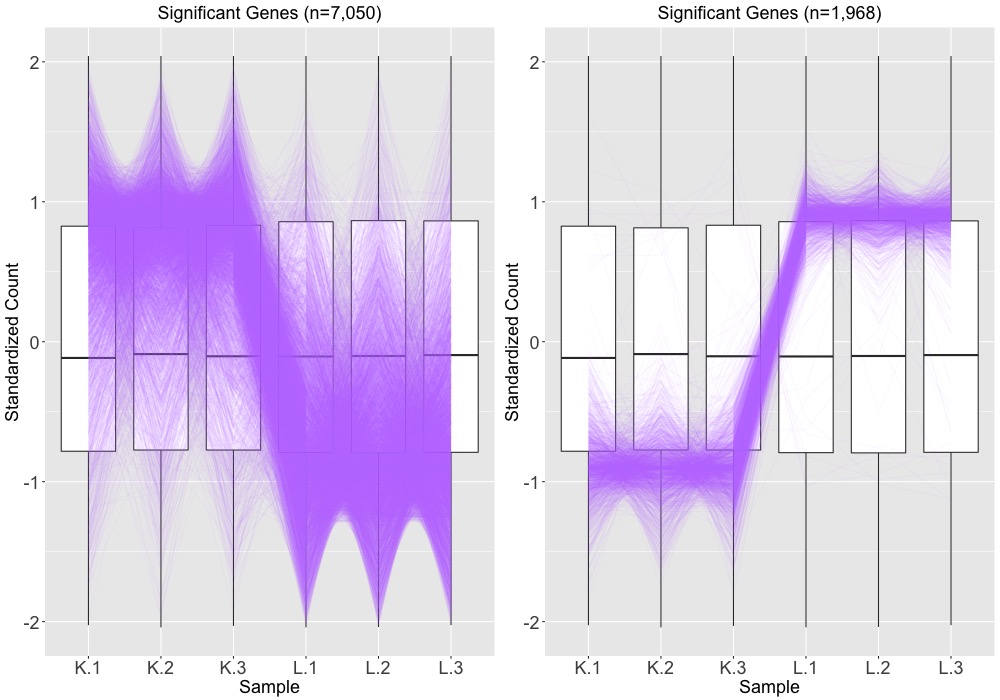 Significant Genes (n=7,050)
2
1
0
-1
-2
Standardized Count
K.1 K.2 K.3 L.1 L.2 L.3
Sample
Significant Genes (n=1,968)
2
1
0
-1
-2
Standardized Count
K.1 K.2 K.3 L.1 L.2 L.3
Sample